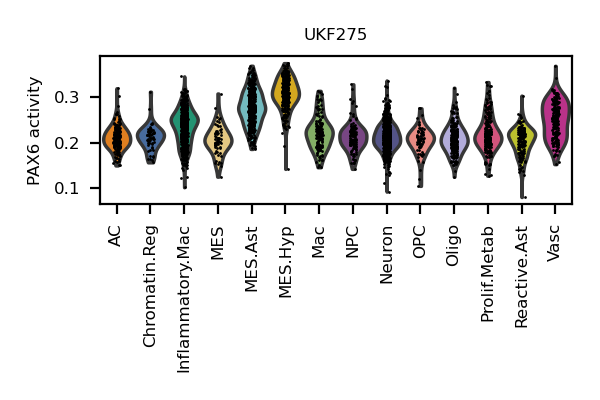 UKF275
PAX6 activity
0.3
0.2
0.1
AC
Chromatin.Reg
Inflammatory.Mac
MES
MES.Ast
MES.Hyp
Mac
NPC
Neuron
OPC
Oligo
Prolif.Metab
Reactive.Ast
Vasc